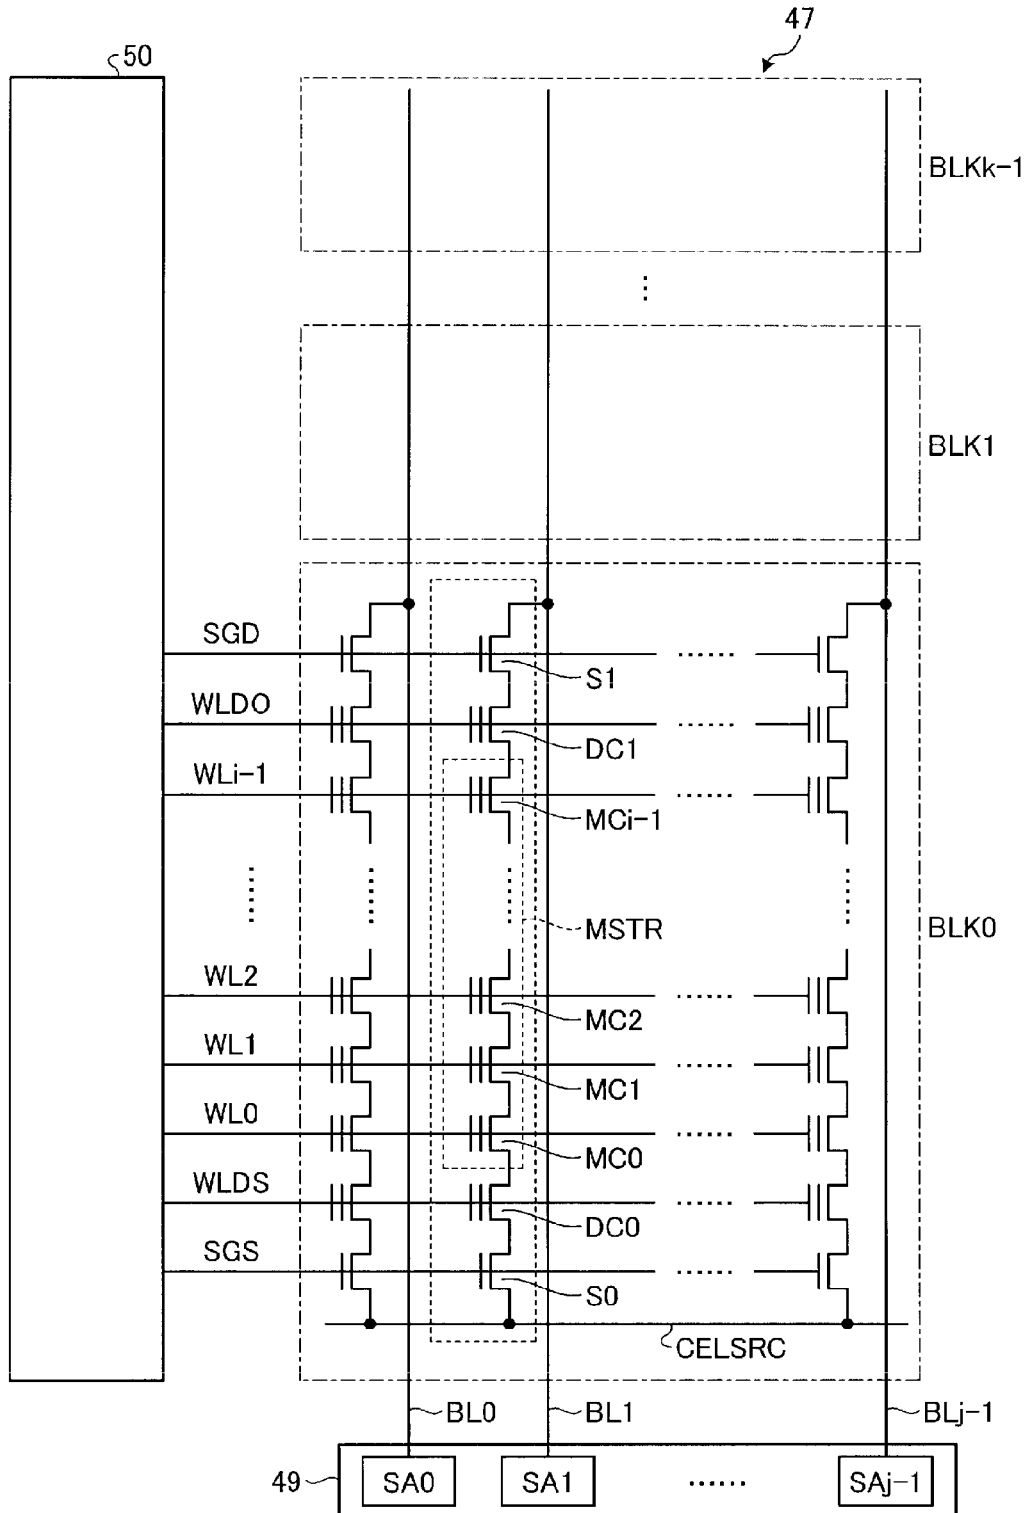 47
50
BLKk-1
⋮
BLK1
SGD
S1
WLDO
DC1
WLi-1
MCi-1
MSTR
BLK0
WL2
MC2
WL1
MC1
WL0
MC0
WLDS
DC0
SGS
S0
CELSRC
BL0 BL1 BLj-1
49 SA0 SA1 ...... SAj-1